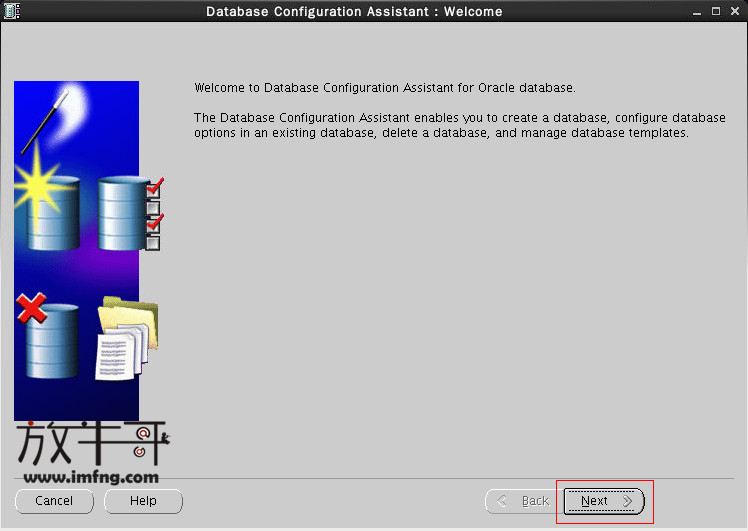 Database Configuration Assistant : Welcome
Welcome to Database Configuration Assistant for Oracle database.
The Database Configuration Assistant enables you to create a database, configure database
options in an existing database, delete a database, and manage database templates.
放牛哥
www.imfng.com
Cancel
Help
Back
Next